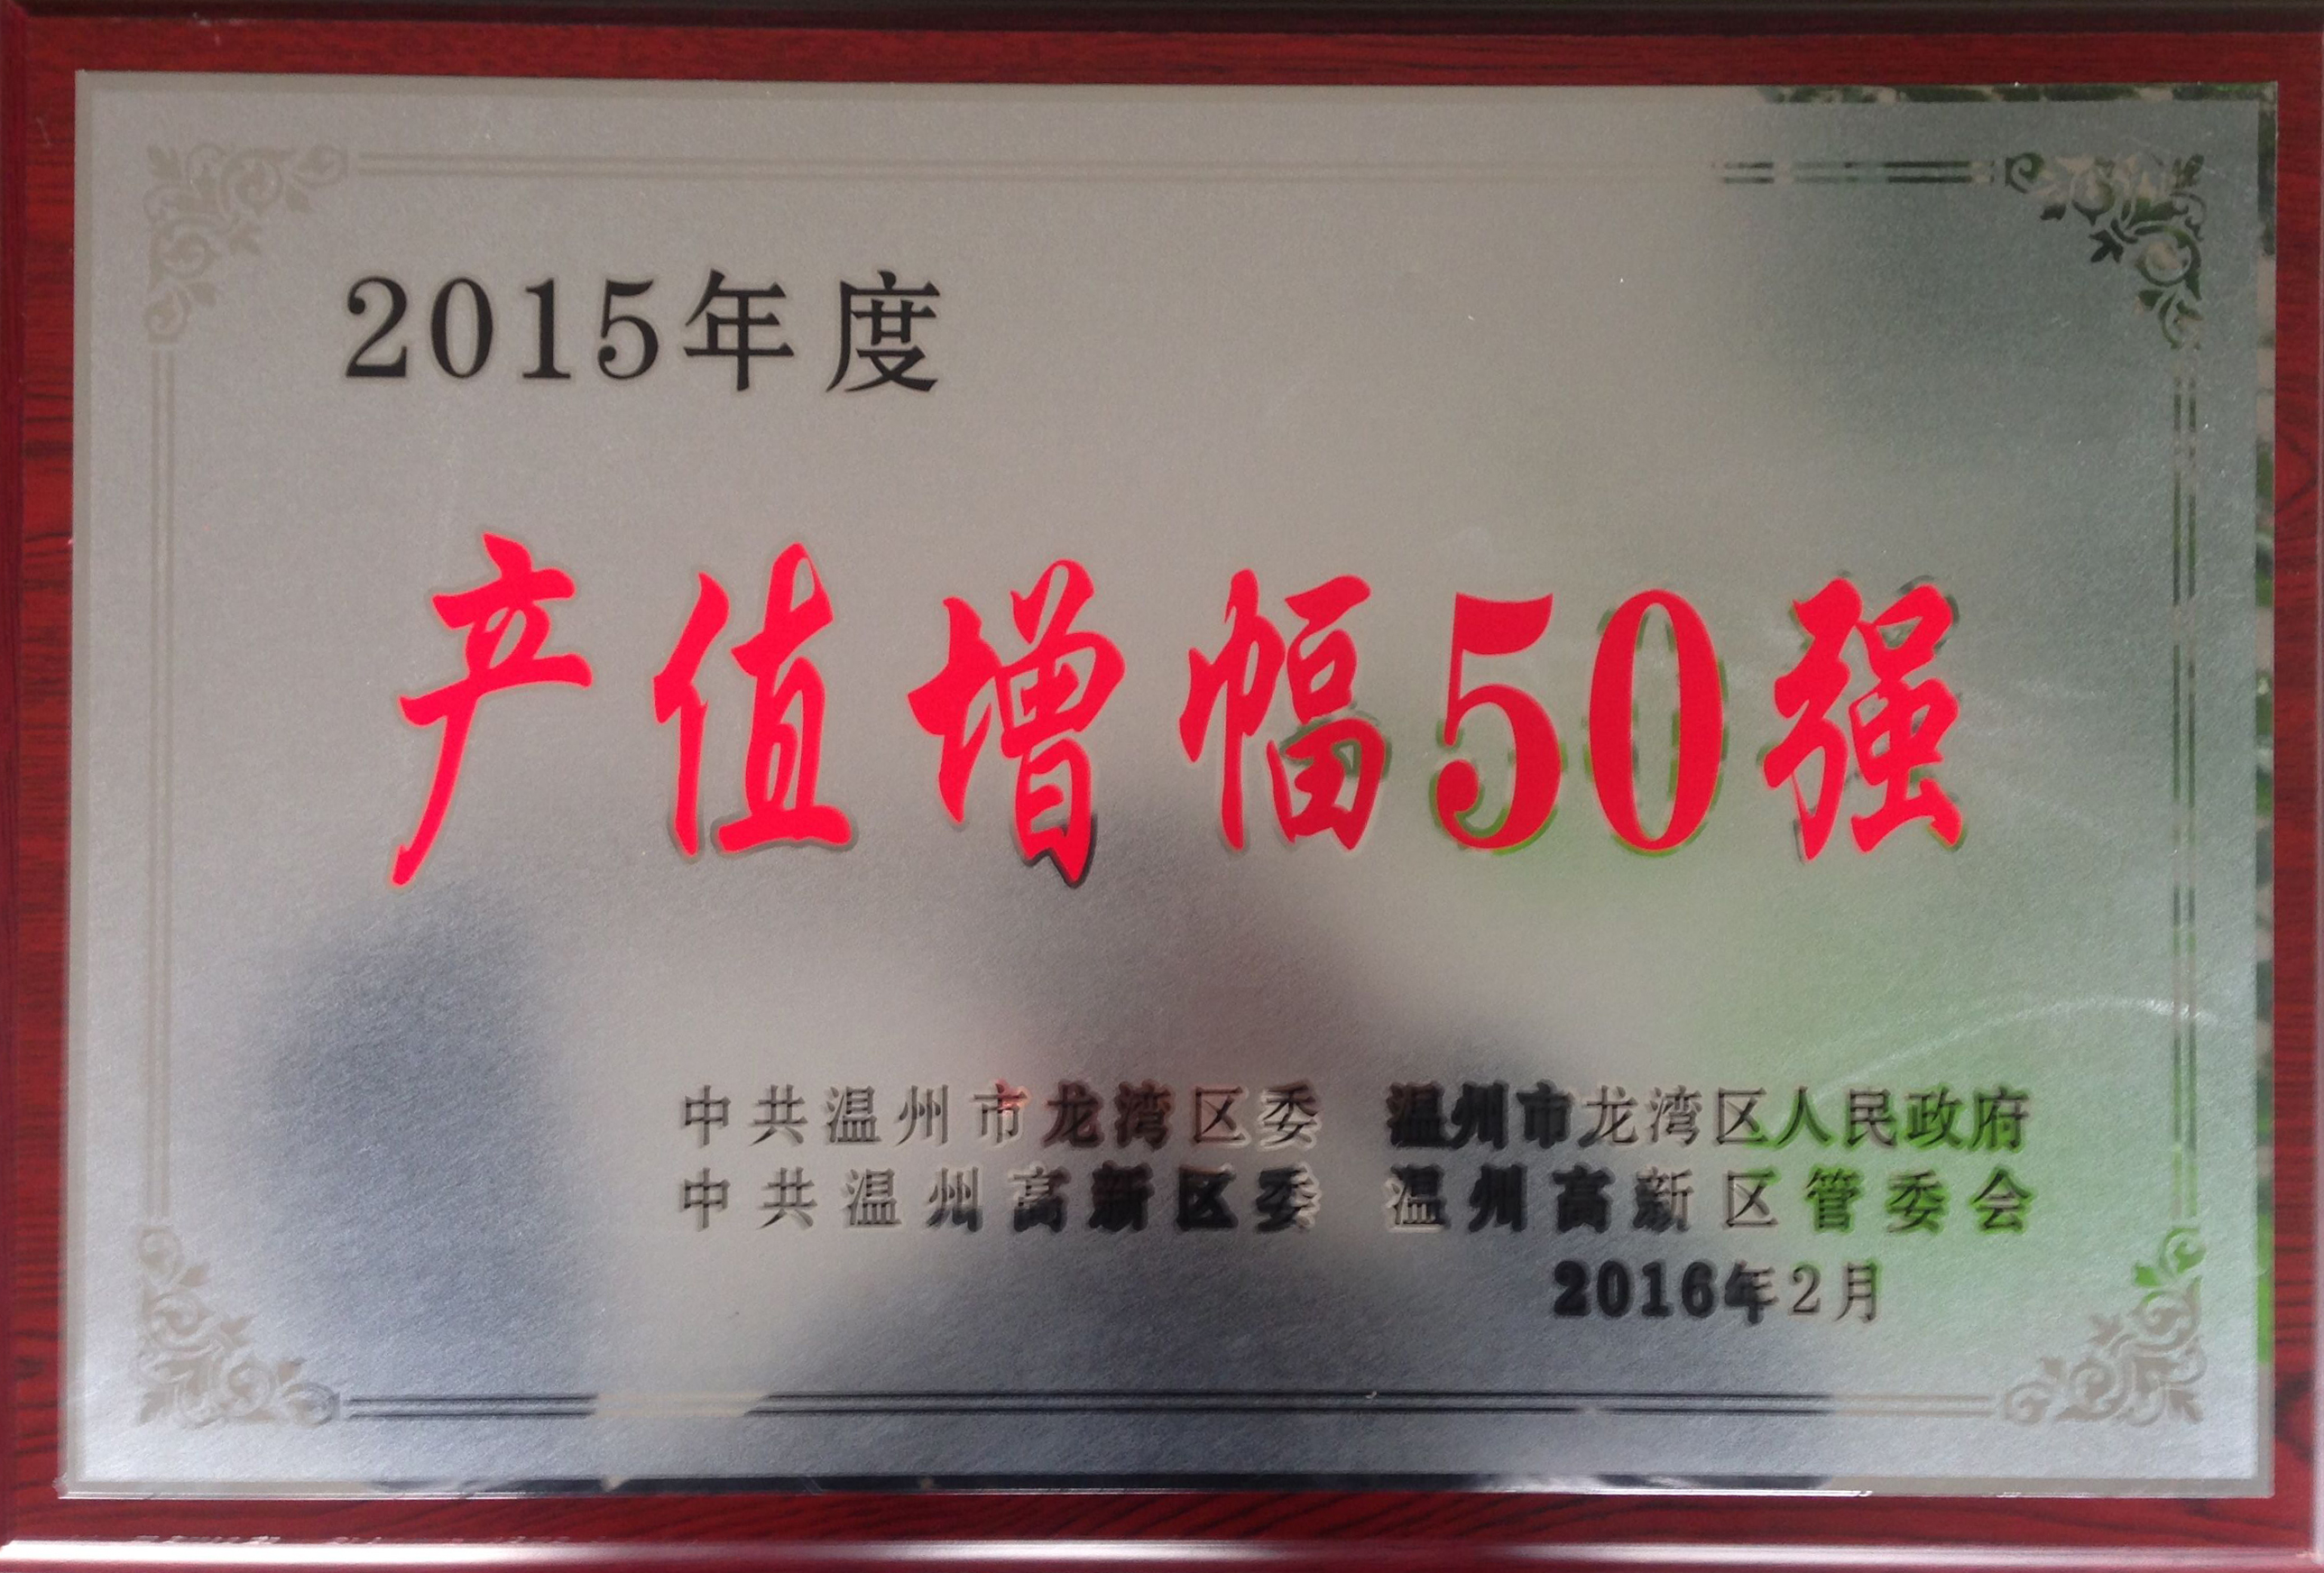 2015年度
产值增幅50强
中共温州市龙湾区委 温州市龙湾区人民政府
中共温州高新区委 温州高新区管委会
2016年2月